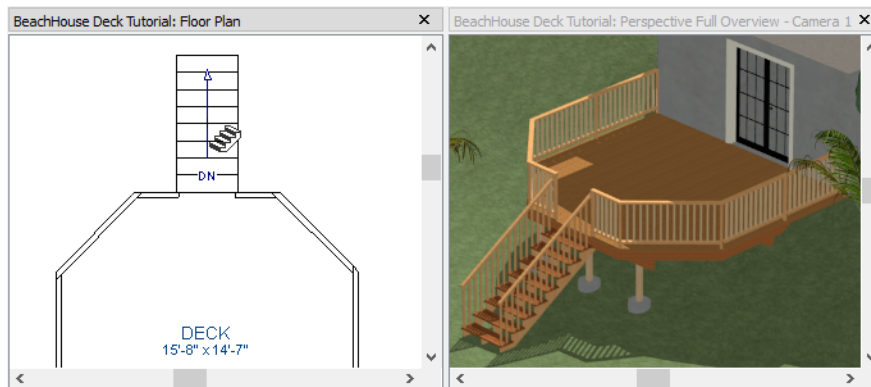 BeachHouse Deck Tutorial: Floor Plan
BeachHouse Deck Tutorial: Perspective Full Overview - Camera 1
DN
DECK
15'-8" x 14'-7"